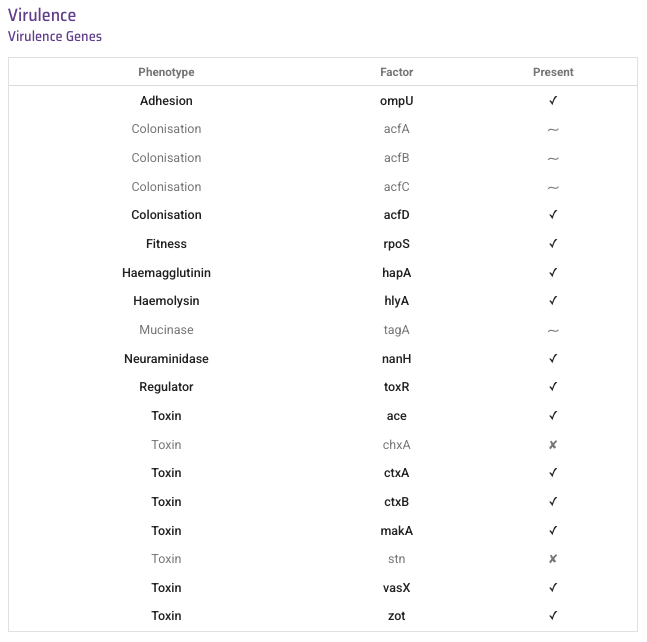 Virulence
Virulence Genes
Phenotype Factor Present
Adhesion ompU ✓
Colonisation acfA ~
Colonisation acfB ~
Colonisation acfC ~
Colonisation acfD ✓
Fitness rpoS ✓
Haemagglutinin hapA ✓
Haemolysin hlyA ✓
Mucinase tagA ~
Neuraminidase nanH ✓
Regulator toxR ✓
Toxin ace ✓
Toxin chxA ✘
Toxin ctxA ✓
Toxin ctxB ✓
Toxin makA ✓
Toxin stn ✘
Toxin vasX ✓
Toxin zot ✓